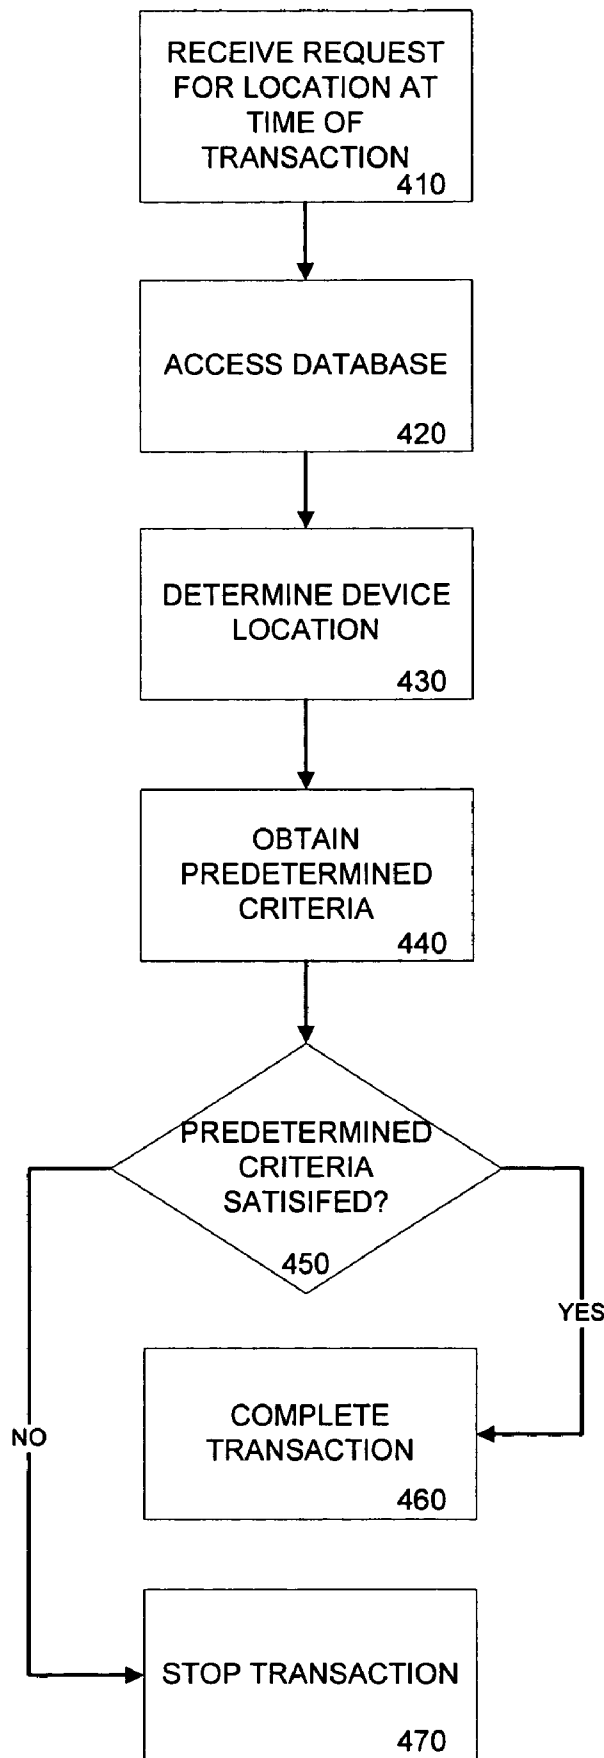 RECEIVE REQUEST
FOR LOCATION AT
TIME OF
TRANSACTION
410
ACCESS DATABASE
420
DETERMINE DEVICE
LOCATION
430
OBTAIN
PREDETERMINED
CRITERIA
440
PREDETERMINED
CRITERIA
SATISIFED?
450
YES
COMPLETE
TRANSACTION
460
NO
STOP TRANSACTION
470